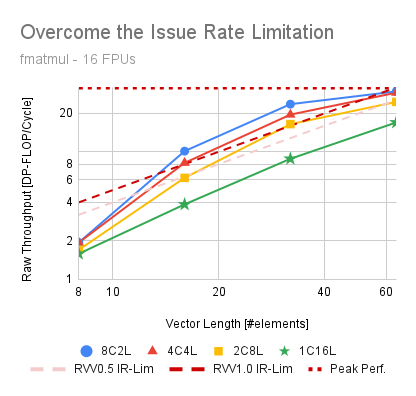 Overcome the Issue Rate Limitation
fmatmul - 16 FPUs
Raw Throughput [DP-FLOP/Cycle]
20
8
6
4
2
1
8 10 20 40 60
Vector Length [#elements]
8C2L 4C4L 2C8L 1C16L
RVV0.5 IR-Lim RVV1.0 IR-Lim Peak Perf.